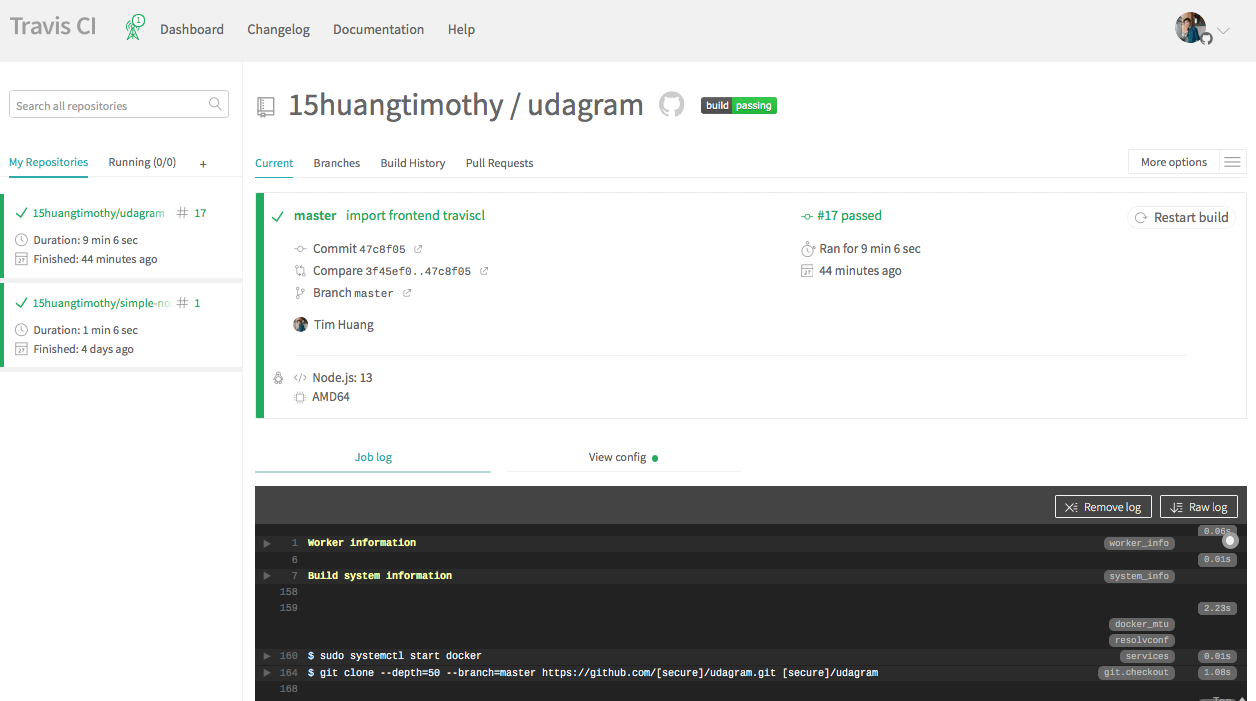 Travis CI
1
Dashboard Changelog Documentation Help
Search all repositories
My Repositories Running (0/0) +
15huangtimothy/udagram # 17
Duration: 9 min 6 sec
Finished: 44 minutes ago
15huangtimothy/simple-no # 1
Duration: 1 min 6 sec
Finished: 4 days ago
15huangtimothy / udagram build passing
Current Branches Build History Pull Requests More options
master import frontend traviscl #17 passed Restart build
Commit 47c8f05 Ran for 9 min 6 sec
Compare 3f45ef0..47c8f05 44 minutes ago
Branch master
Tim Huang
</> Node.js: 13
AMD64
Job log View config
Remove log Raw log
0.06s
1 Worker information worker_info
6 0.01s
7 Build system information system_info
158
159 2.23s
docker_mtu
resolvconf
160 $ sudo systemctl start docker services 0.01s
164 $ git clone --depth=50 --branch=master https://github.com/[secure]/udagram.git [secure]/udagram git.checkout 1.08s
168
Top